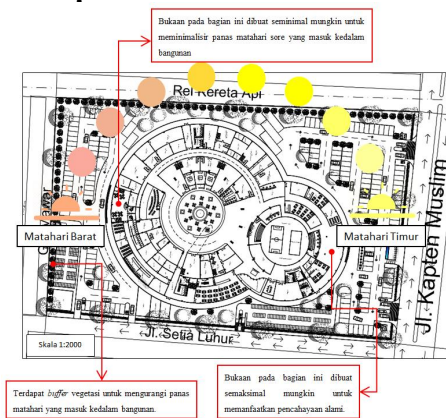 Bukaan pada bagian ini dibuat seminimal mungkin untuk
meminimalisir panas matahari sore yang masuk kedalam
bangunan
Rel Kereta Api
Jl. Kapten Muslim
Matahari Barat
Matahari Timur
Jl. Setia Luhur
Skala 1:2000
Terdapat buffer vegetasi untuk mengurangi panas
matahari yang masuk kedalam bangunan.
Bukaan pada bagian ini dibuat
semaksimal mungkin untuk
memanfaatkan pencahayaan alami.